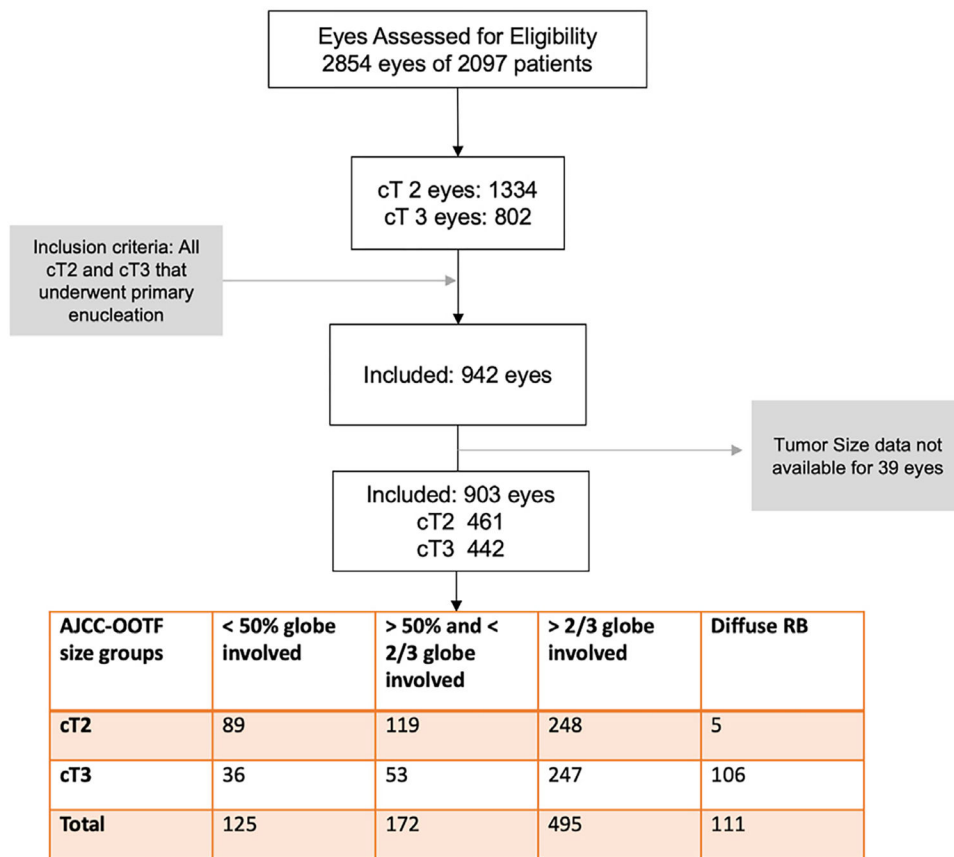 Eyes Assessed for Eligibility
2854 eyes of 2097 patients
cT 2 eyes: 1334
cT 3 eyes: 802
Inclusion criteria: All
cT2 and cT3 that
underwent primary
enucleation
Included: 942 eyes
Tumor Size data not
available for 39 eyes
Included: 903 eyes
cT2 461
cT3 442
AJCC-OOTF
size groups
< 50% globe
involved
> 50% and <
2/3 globe
involved
> 2/3 globe
involved
Diffuse RB
cT2 89 119 248 5
cT3 36 53 247 106
Total 125 172 495 111